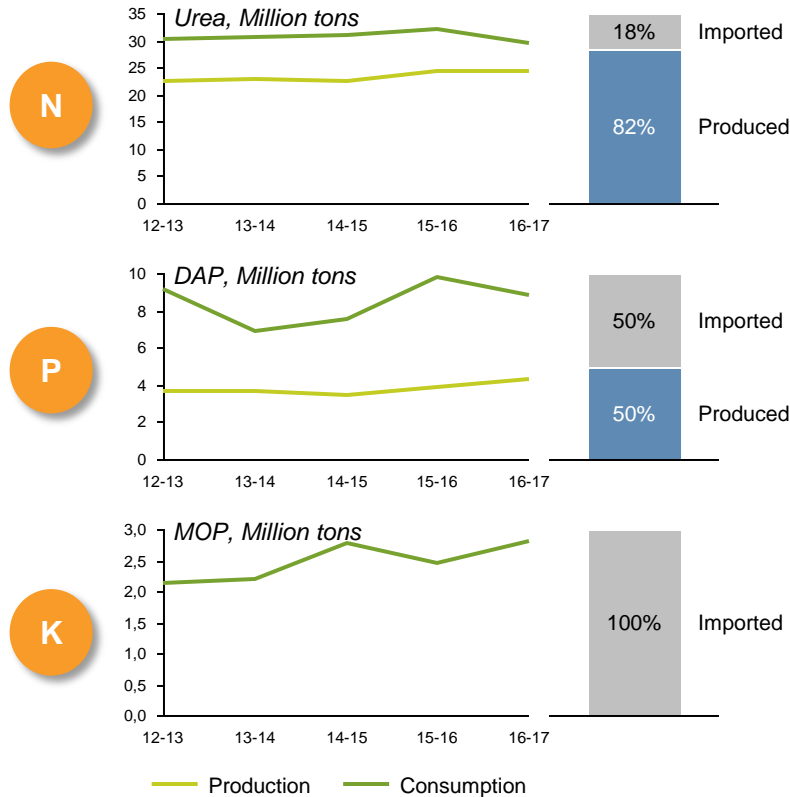 Urea, Million tons
35
30
25
20
15
10
5
0
12-13 13-14 14-15 15-16 16-17
N
18% Imported
82% Produced
DAP, Million tons
10
8
6
4
2
0
12-13 13-14 14-15 15-16 16-17
P
50% Imported
50% Produced
MOP, Million tons
3,0
2,5
2,0
1,5
1,0
0,5
0,0
12-13 13-14 14-15 15-16 16-17
K
100% Imported
Production Consumption